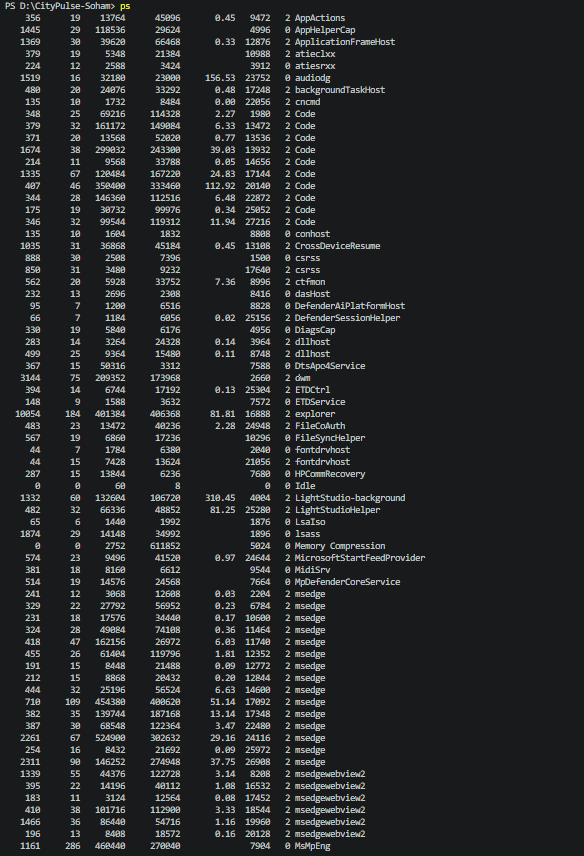 PS D:\CityPulse-Soham> ps
356 19 13764 45096 0.45 9472 2 AppActions
1445 29 118536 29624 4996 0 AppHelperCap
1369 30 39620 66468 0.33 12876 2 ApplicationFrameHost
379 19 5348 21384 10988 2 atieclxx
224 12 2588 3424 3912 0 atiesrxx
1519 16 32180 23000 156.53 23752 0 audiodg
480 20 24076 33292 0.48 17248 2 backgroundTaskHost
135 10 1732 8484 0.00 22056 2 cncmd
348 25 69216 114328 2.27 1980 2 Code
379 32 161172 149084 6.33 13472 2 Code
371 20 13568 52020 0.77 13536 2 Code
1674 38 299032 243300 39.03 13932 2 Code
214 11 9568 33788 0.05 14656 2 Code
1335 67 120484 167220 24.83 17144 2 Code
407 46 350400 333460 112.92 20140 2 Code
344 28 146360 112516 6.48 22872 2 Code
175 19 30732 99976 0.34 25052 2 Code
346 32 99544 119312 11.94 27216 2 Code
135 10 1604 1832 8808 0 conhost
1035 31 36868 45184 0.45 13108 2 CrossDeviceResume
888 30 2508 7396 1500 0 csrss
850 31 3480 9232 17640 2 csrss
562 20 5928 33752 7.36 8996 2 ctfmon
232 13 2696 2308 8416 0 dasHost
95 7 1200 6516 8828 0 DefenderAiPlatformHost
66 7 1184 6056 0.02 25156 2 DefenderSessionHelper
330 19 5840 6176 4956 0 DiagsCap
283 14 3264 24328 0.14 3964 2 dllhost
499 25 9364 15480 0.11 8748 2 dllhost
367 15 50316 3312 7588 0 DtsApo4Service
3144 75 209352 173968 2660 2 dwm
394 14 6744 17192 0.13 25304 2 ETDCtrl
148 9 1588 3632 7572 0 ETDService
10054 184 401384 406368 81.81 16888 2 explorer
483 23 13472 40236 2.28 24948 2 FileCoAuth
567 19 6860 17236 10296 0 FileSyncHelper
44 7 1784 6380 2040 0 fontdrvhost
44 15 7428 13624 21056 2 fontdrvhost
287 15 13844 6236 7680 0 HPCommRecovery
0 0 60 8 0 0 Idle
1332 60 132604 106720 310.45 4004 2 LightStudio-background
482 32 66336 48852 81.25 25280 2 LightStudioHelper
65 6 1440 1992 1876 0 LsaIso
1874 29 14148 34992 1896 0 lsass
0 0 2752 611852 5024 0 Memory Compression
574 23 9496 41520 0.97 24644 2 MicrosoftStartFeedProvider
381 18 8160 6612 9544 0 MidiSrv
514 19 14576 24568 7664 0 MpDefenderCoreService
241 12 3068 12608 0.03 2204 2 msedge
329 22 27792 56952 0.23 6784 2 msedge
231 18 17576 34440 0.17 10600 2 msedge
324 28 49084 74108 0.36 11464 2 msedge
418 47 162156 26972 6.03 11740 2 msedge
455 26 61404 119796 1.81 12352 2 msedge
191 15 8448 21488 0.09 12772 2 msedge
212 15 8868 20432 0.20 12844 2 msedge
444 32 25196 56524 6.63 14600 2 msedge
710 109 454380 400620 51.14 17092 2 msedge
382 35 139744 187168 13.14 17348 2 msedge
387 30 68548 122364 3.47 22480 2 msedge
2261 67 524900 302632 29.16 24116 2 msedge
254 16 8432 21692 0.09 25972 2 msedge
2311 90 146252 274948 37.75 26908 2 msedge
1339 55 44376 122728 3.14 8208 2 msedgewebview2
395 22 14196 40112 1.08 16532 2 msedgewebview2
183 11 3124 12564 0.08 17452 2 msedgewebview2
410 38 101716 112900 3.33 18544 2 msedgewebview2
1466 36 86440 54716 1.16 19960 2 msedgewebview2
196 13 8408 18572 0.16 20128 2 msedgewebview2
1161 286 460440 270040 7904 0 MsMpEng